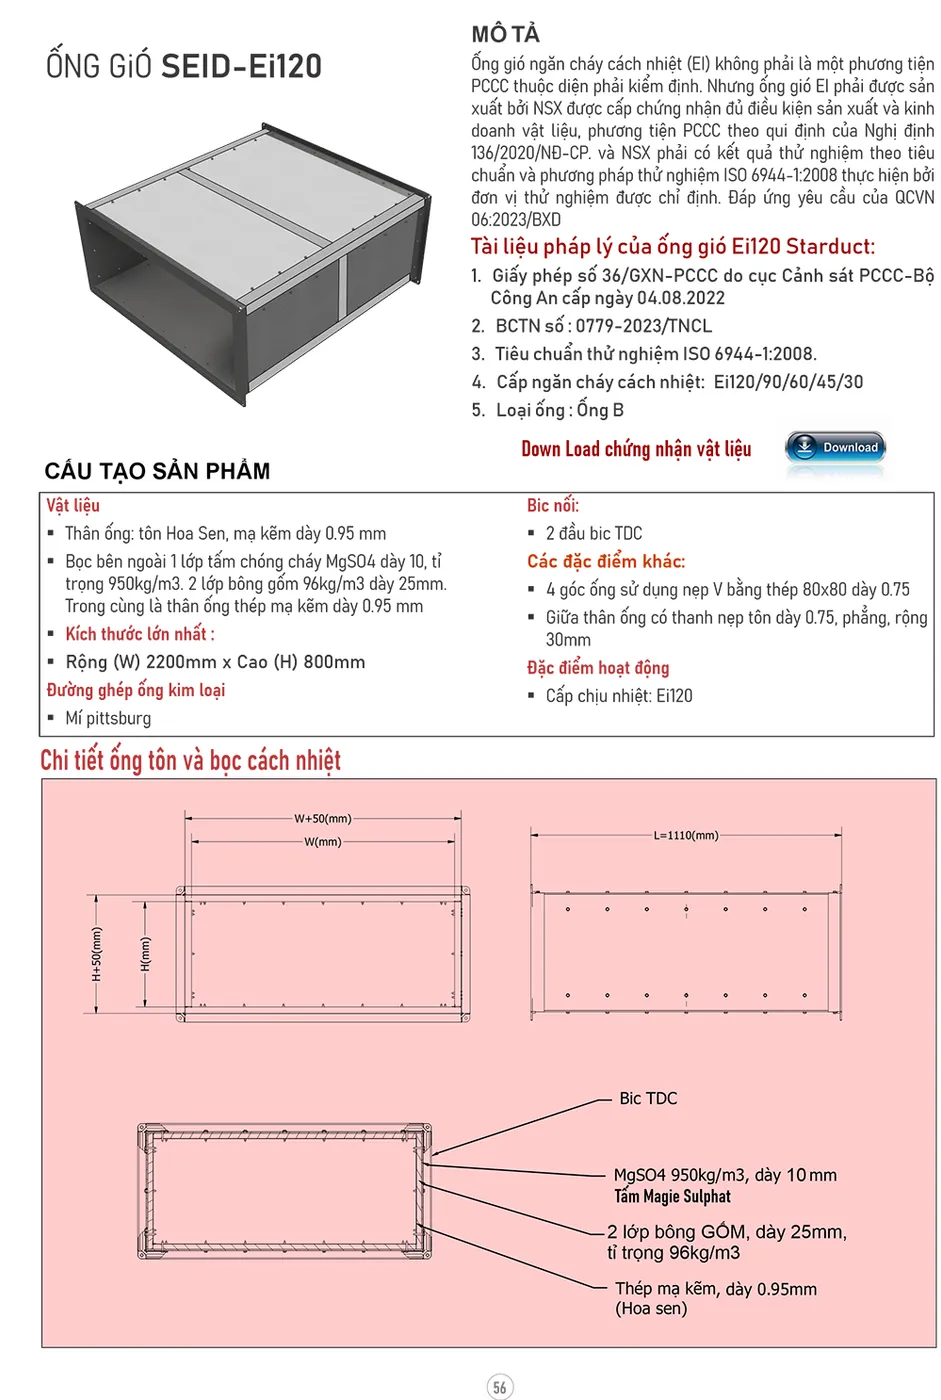 ỐNG GiÓ SEID-Ei120
MÔ TẢ
Ống gió ngăn cháy cách nhiệt (EI) không phải là một phương tiện
PCCC thuộc diện phải kiểm định. Nhưng ống gió EI phải được sản
xuất bởi NSX được cấp chứng nhận đủ điều kiện sản xuất và kinh
doanh vật liệu, phương tiện PCCC theo qui định của Nghị định
136/2020/NĐ-CP. và NSX phải có kết quả thử nghiệm theo tiêu
chuẩn và phương pháp thử nghiệm ISO 6944-1:2008 thực hiện bởi
đơn vị thử nghiệm được chỉ định. Đáp ứng yêu cầu của QCVN
06:2023/BXD
Tài liệu pháp lý của ống gió Ei120 Starduct:
1. Giấy phép số 36/GXN-PCCC do cục Cảnh sát PCCC-Bộ
Công An cấp ngày 04.08.2022
2. BCTN số : 0779-2023/TNCL
3. Tiêu chuẩn thử nghiệm ISO 6944-1:2008.
4. Cấp ngăn cháy cách nhiệt: Ei120/90/60/45/30
5. Loại ống : Ống B
Down Load chứng nhận vật liệu
Download
CẤU TẠO SẢN PHẨM
Vật liệu
▪ Thân ống: tôn Hoa Sen, mạ kẽm dày 0.95 mm
▪ Bọc bên ngoài 1 lớp tấm chóng cháy MgSO4 dày 10, tỉ
trọng 950kg/m3. 2 lớp bông gốm 96kg/m3 dày 25mm.
Trong cùng là thân ống thép mạ kẽm dày 0.95 mm
▪ Kích thước lớn nhất :
▪ Rộng (W) 2200mm x Cao (H) 800mm
Đường ghép ống kim loại
▪ Mí pittsburg
Bic nối:
▪ 2 đầu bic TDC
Các đặc điểm khác:
▪ 4 góc ống sử dụng nẹp V bằng thép 80x80 dày 0.75
▪ Giữa thân ống có thanh nẹp tôn dày 0.75, phẳng, rộng
30mm
Đặc điểm hoạt động
▪ Cấp chịu nhiệt: Ei120
Chi tiết ống tôn và bọc cách nhiệt
W+50(mm)
W(mm)
H+50(mm)
H(mm)
L=1110(mm)
Bic TDC
MgSO4 950kg/m3, dày 10 mm
Tấm Magie Sulphat
2 lớp bông GỐM, dày 25mm,
tỉ trọng 96kg/m3
Thép mạ kẽm, dày 0.95mm
(Hoa sen)
56